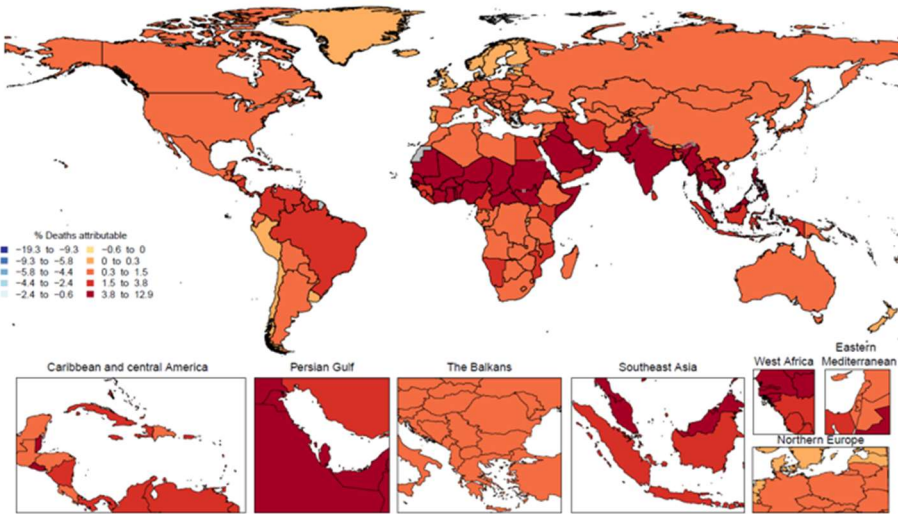 % Deaths attributable
−19.3 to −9.3
−9.3 to −5.8
−5.8 to −4.4
−4.4 to −2.4
−2.4 to −0.6
−0.6 to 0
0 to 0.3
0.3 to 1.5
1.5 to 3.8
3.8 to 12.9
Caribbean and central America
Persian Gulf
The Balkans
Southeast Asia
West Africa
Eastern
Mediterranean
Northern Europe